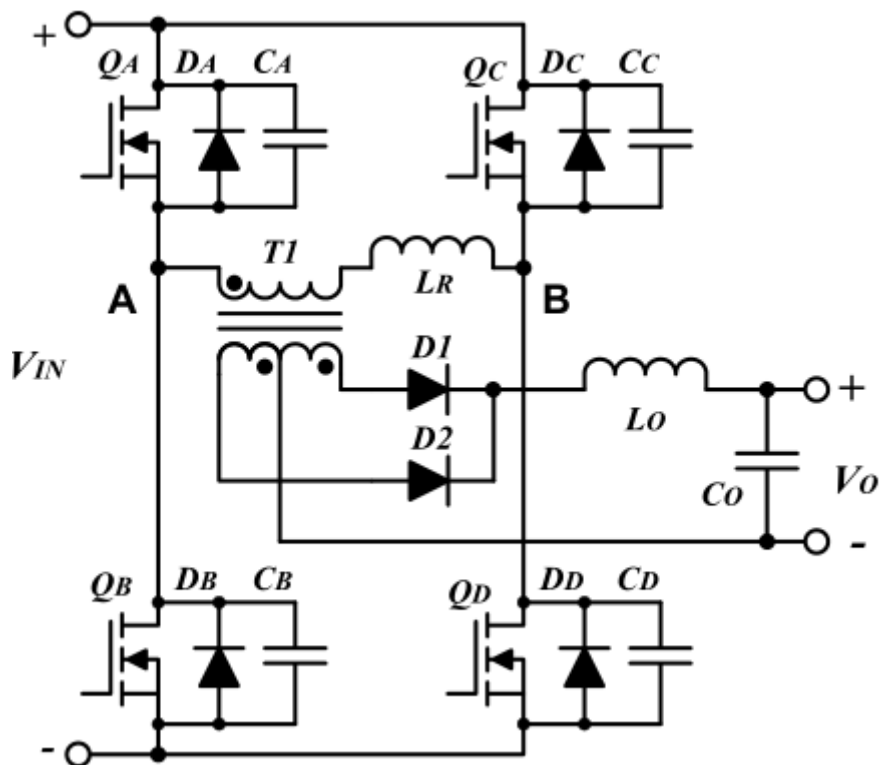 +
QA DA CA
QC DC CC
T1
LR
A
B
VIN
D1
D2
LO
+
CO
VO
-
QB DB CB
QD DD CD
-